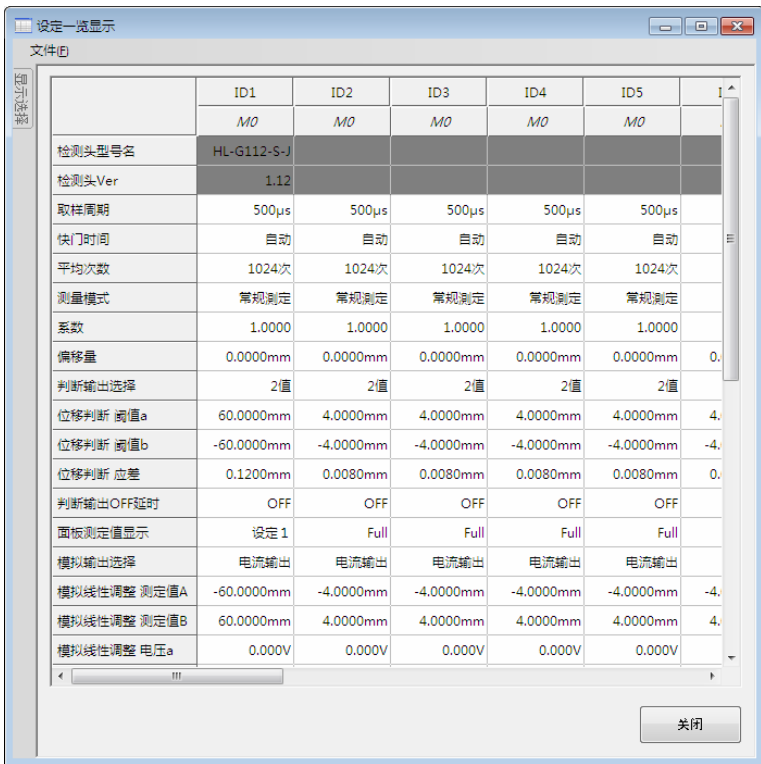 设定一览显示
文件(F)
显示选择
ID1 ID2 ID3 ID4 ID5
M0 M0 M0 M0 M0
检测头型号名 HL-G112-S-J
检测头Ver 1.12
取样周期 500μs 500μs 500μs 500μs 500μs
快门时间 自动 自动 自动 自动 自动
平均次数 1024次 1024次 1024次 1024次 1024次
测量模式 常规测定 常规测定 常规测定 常规测定 常规测定
系数 1.0000 1.0000 1.0000 1.0000 1.0000
偏移量 0.0000mm 0.0000mm 0.0000mm 0.0000mm 0.0000mm 0.
判断输出选择 2值 2值 2值 2值 2值
位移判断 阈值a 60.0000mm 4.0000mm 4.0000mm 4.0000mm 4.0000mm 4.
位移判断 阈值b -60.0000mm -4.0000mm -4.0000mm -4.0000mm -4.0000mm -4.
位移判断 应差 0.1200mm 0.0080mm 0.0080mm 0.0080mm 0.0080mm 0.
判断输出OFF延时 OFF OFF OFF OFF OFF
面板测定值显示 设定1 Full Full Full Full
模拟输出选择 电流输出 电流输出 电流输出 电流输出 电流输出
模拟线性调整 测定值A -60.0000mm -4.0000mm -4.0000mm -4.0000mm -4.0000mm -4.
模拟线性调整 测定值B 60.0000mm 4.0000mm 4.0000mm 4.0000mm 4.0000mm 4.
模拟线性调整 电压a 0.000V 0.000V 0.000V 0.000V 0.000V
关闭